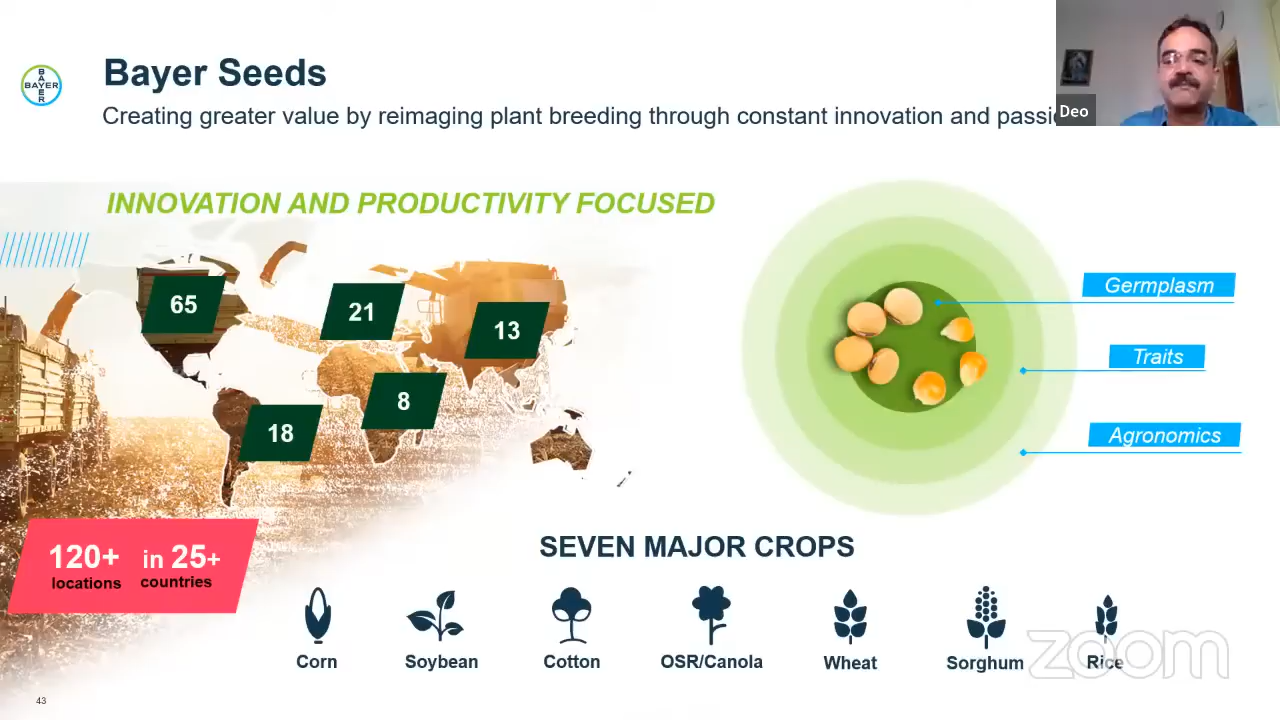 BAYER
BAYER
Bayer Seeds
Creating greater value by reimaging plant breeding through constant innovation and
Deo
INNOVATION AND PRODUCTIVITY FOCUSED
65
21
13
8
18
Germplasm
Traits
Agronomics
120+ in 25+
locations countries
SEVEN MAJOR CROPS
Corn Soybean Cotton OSR/Canola Wheat Sorghum Rice
zoom
43